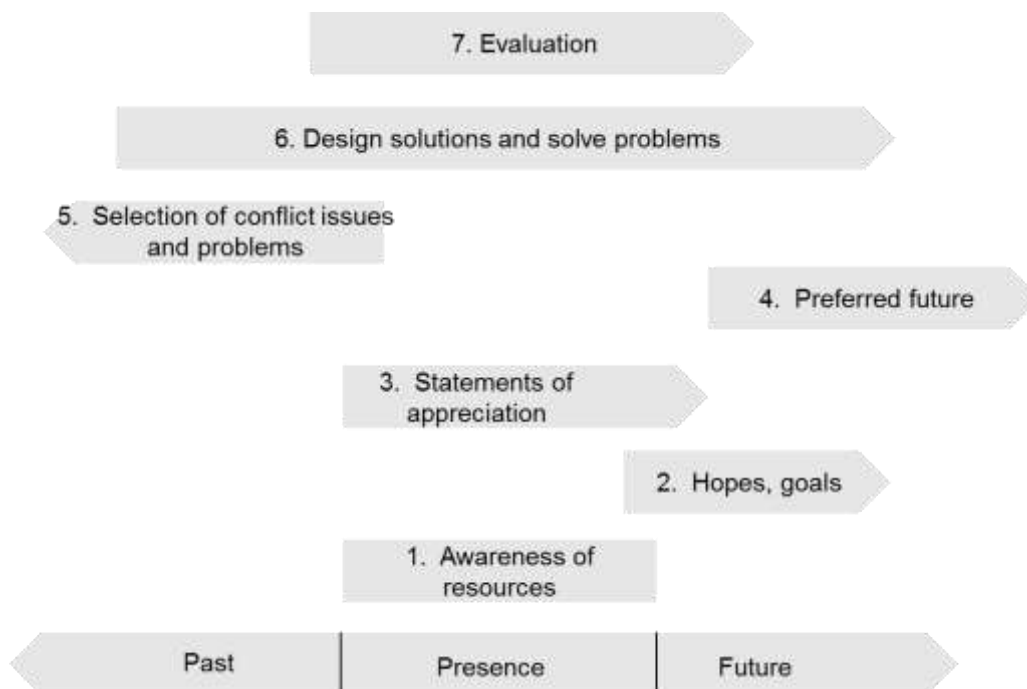 7. Evaluation
6. Design solutions and solve problems
5. Selection of conflict issues
and problems
4. Preferred future
3. Statements of
appreciation
2. Hopes, goals
1. Awareness of
resources
Past Presence Future